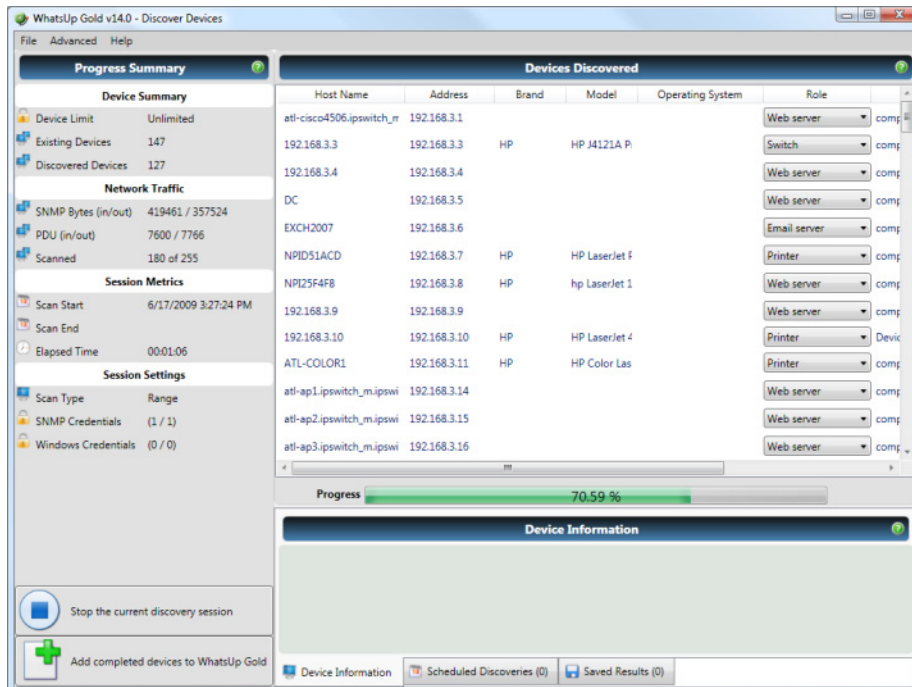 WhatsUp Gold v14.0 - Discover Devices
File Advanced Help
Progress Summary
Device Summary
Device Limit Unlimited
Existing Devices 147
Discovered Devices 127
Network Traffic
SNMP Bytes (in/out) 419461 / 357524
PDU (in/out) 7600 / 7766
Scanned 180 of 255
Session Metrics
Scan Start 6/17/2009 3:27:24 PM
Scan End
Elapsed Time 00:01:06
Session Settings
Scan Type Range
SNMP Credentials (1 / 1)
Windows Credentials (0 / 0)
Stop the current discovery session
Add completed devices to WhatsUp Gold
Devices Discovered
Host Name Address Brand Model Operating System Role
atl-cisco4506.ipswitch_m 192.168.3.1 Web server comp
192.168.3.3 192.168.3.3 HP HP J4121A P Switch comp
192.168.3.4 192.168.3.4 Web server comp
DC 192.168.3.5 Web server comp
EXCH2007 192.168.3.6 Email server comp
NPID51ACD 192.168.3.7 HP HP LaserJet Printer comp
NPI25F4F8 192.168.3.8 HP hp LaserJet 1 Web server comp
192.168.3.9 192.168.3.9 Web server comp
192.168.3.10 192.168.3.10 HP HP LaserJet 4 Printer Devic
ATL-COLOR1 192.168.3.11 HP HP Color Las Printer comp
atl-ap1.ipswitch_m.ipswi 192.168.3.14 Web server comp
atl-ap2.ipswitch_m.ipswi 192.168.3.15 Web server comp
atl-ap3.ipswitch_m.ipswi 192.168.3.16 Web server comp
Progress 70.59 %
Device Information
Device Information Scheduled Discoveries (0) Saved Results (0)